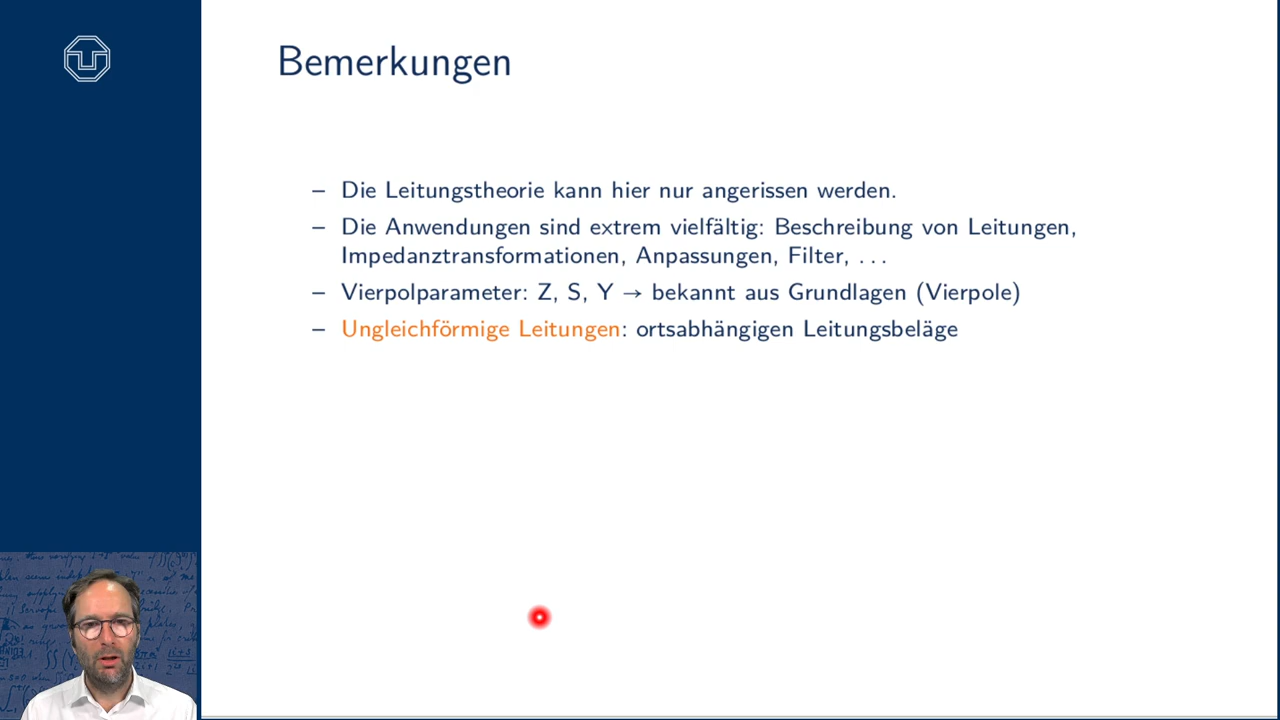 Bemerkungen
– Die Leitungstheorie kann hier nur angerissen werden.
– Die Anwendungen sind extrem vielfältig: Beschreibung von Leitungen,
Impedanztransformationen, Anpassungen, Filter, . . .
– Vierpolparameter: Z, S, Y → bekannt aus Grundlagen (Vierpole)
– Ungleichförmige Leitungen: ortsabhängigen Leitungsbeläge